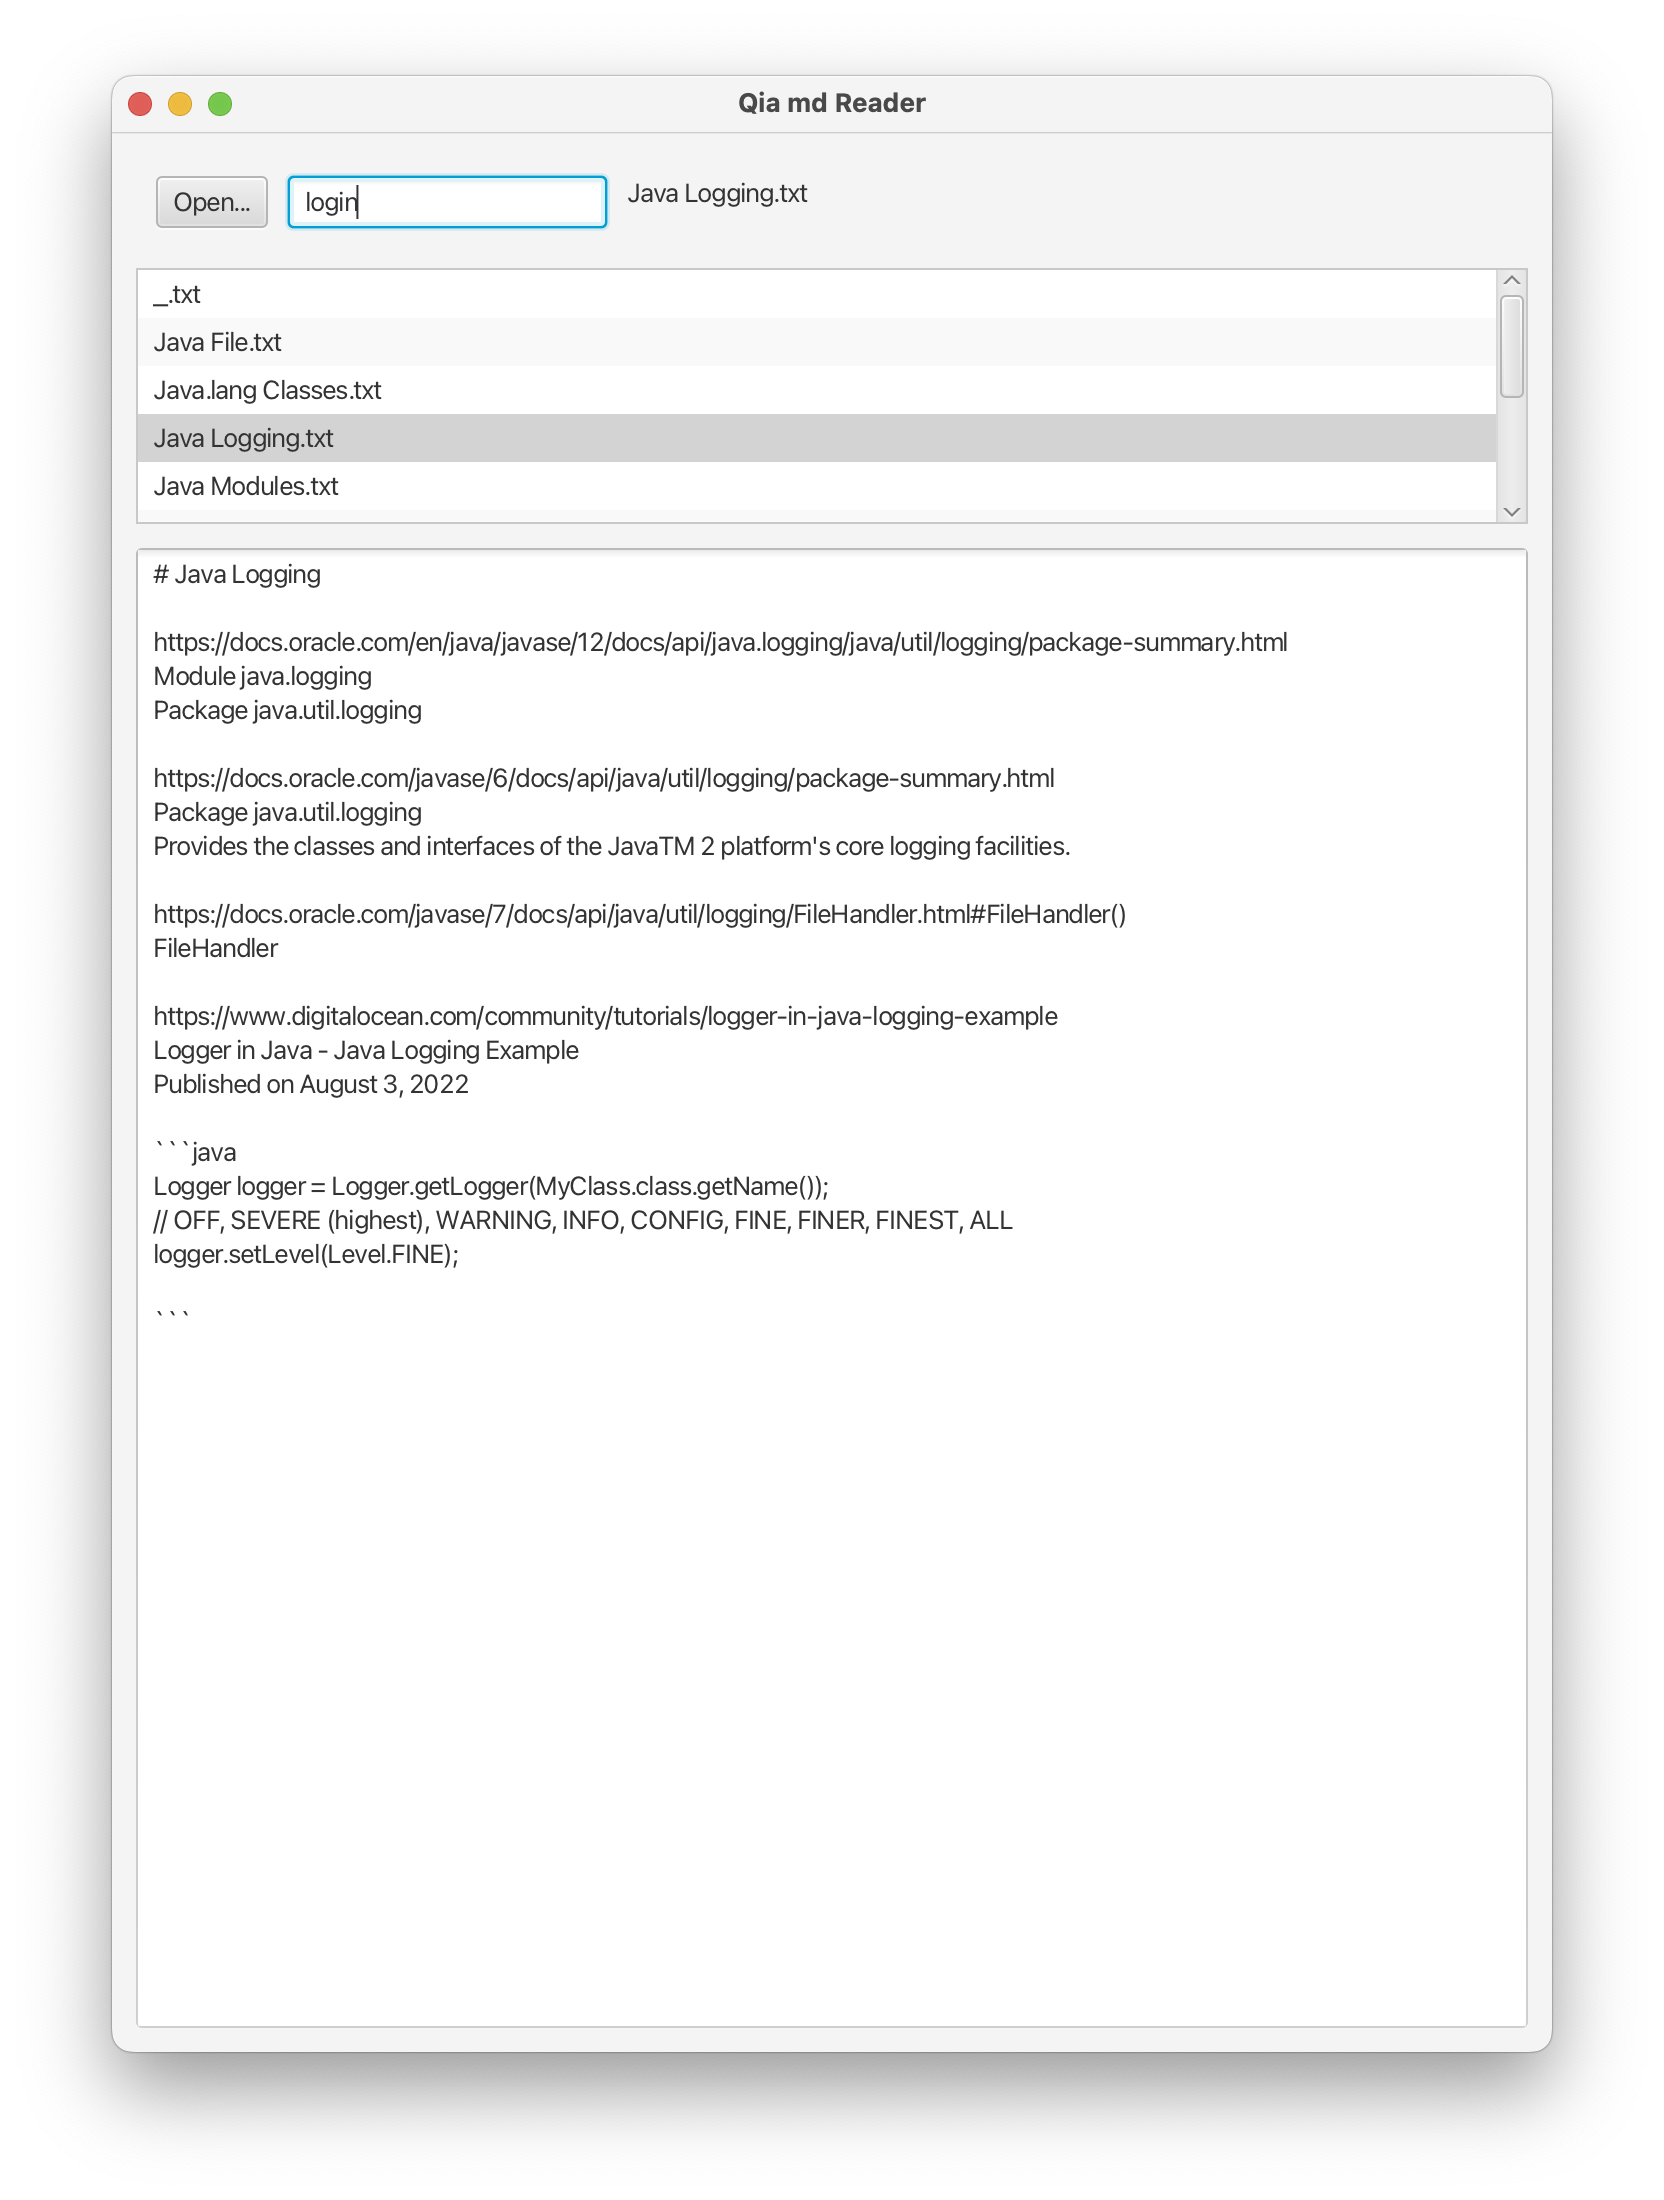 Qia md Reader
Open...
login
Java Logging.txt
_.txt
Java File.txt
Java.lang Classes.txt
Java Logging.txt
Java Modules.txt
# Java Logging
https://docs.oracle.com/en/java/javase/12/docs/api/java.logging/java/util/logging/package-summary.html
Module java.logging
Package java.util.logging
https://docs.oracle.com/javase/6/docs/api/java/util/logging/package-summary.html
Package java.util.logging
Provides the classes and interfaces of the JavaTM 2 platform's core logging facilities.
https://docs.oracle.com/javase/7/docs/api/java/util/logging/FileHandler.html#FileHandler()
FileHandler
https://www.digitalocean.com/community/tutorials/logger-in-java-logging-example
Logger in Java - Java Logging Example
Published on August 3, 2022
```java
Logger logger = Logger.getLogger(MyClass.class.getName());
// OFF, SEVERE (highest), WARNING, INFO, CONFIG, FINE, FINER, FINEST, ALL
logger.setLevel(Level.FINE);
```